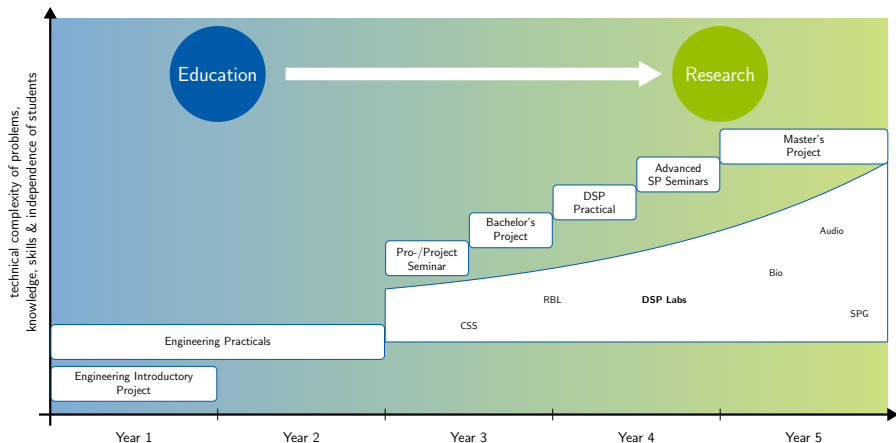 technical complexity of problems,
knowledge, skills & independence of students
Education
Research
Master's
Project
Advanced
SP Seminars
DSP
Practical
Bachelor's
Project
Pro-/Project
Seminar
Audio
Bio
RBL
DSP Labs
SPG
CSS
Engineering Practicals
Engineering Introductory
Project
Year 1
Year 2
Year 3
Year 4
Year 5